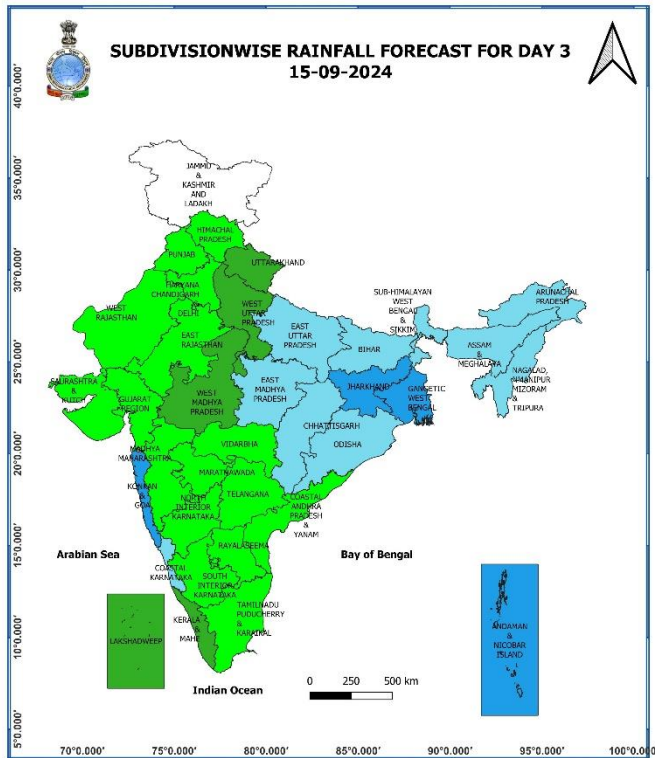 SUBDIVISIONWISE RAINFALL FORECAST FOR DAY 3
15-09-2024
40°0.000'
35°0.000'
30°0.000'
25°0.000'
20°0.000'
15°0.000'
10°0.000'
5°0.000'
JAMMU
&
KASHMIR
AND
LADAKH
HIMACHAL
PRADESH
PUNJAB
UTTARAKHAND
HARYANA
CHANDIGARH
DELHI
WEST
RAJASTHAN
WEST
UTTAR
PRADESH
EAST
RAJASTHAN
EAST
UTTAR
PRADESH
SUB-HIMALAYAN
WEST
BENGAL
&
SIKKIM
ARUNACHAL
PRADESH
BIHAR
ASSAM
&
MEGHALAYA
NAGALAD,
MANIPUR
MIZORAM &
TRIPURA
SAURASHTRA
&
KUTCH
GUJARAT
REGION
WEST
MADHYA
PRADESH
EAST
MADHYA
PRADESH
JHARKHAND
GANGETIC
WEST
BENGAL
CHHATTISGARH
ODISHA
VIDARBHA
MADHYA
MAHARASHTRA
MARATHAWADA
KONKAN
&
GOA
TELANGANA
NORTH
INTERIOR
KARNATAKA
COASTAL
ANDHRA
PRADESH
&
YANAM
RAYALASEEMA
COASTAL
KARNATAKA
SOUTH
INTERIOR
KARNATAKA
TAMILNADU
PUDUCHERRY
&
KARAIKAL
KERALA
&
MAHE
LAKSHADWEEP
ANDAMAN
&
NICOBAR
ISLAND
Arabian Sea
Bay of Bengal
Indian Ocean
0 250 500 km
70°0.000' 75°0.000' 80°0.000' 85°0.000' 90°0.000' 95°0.000' 100°0.000'